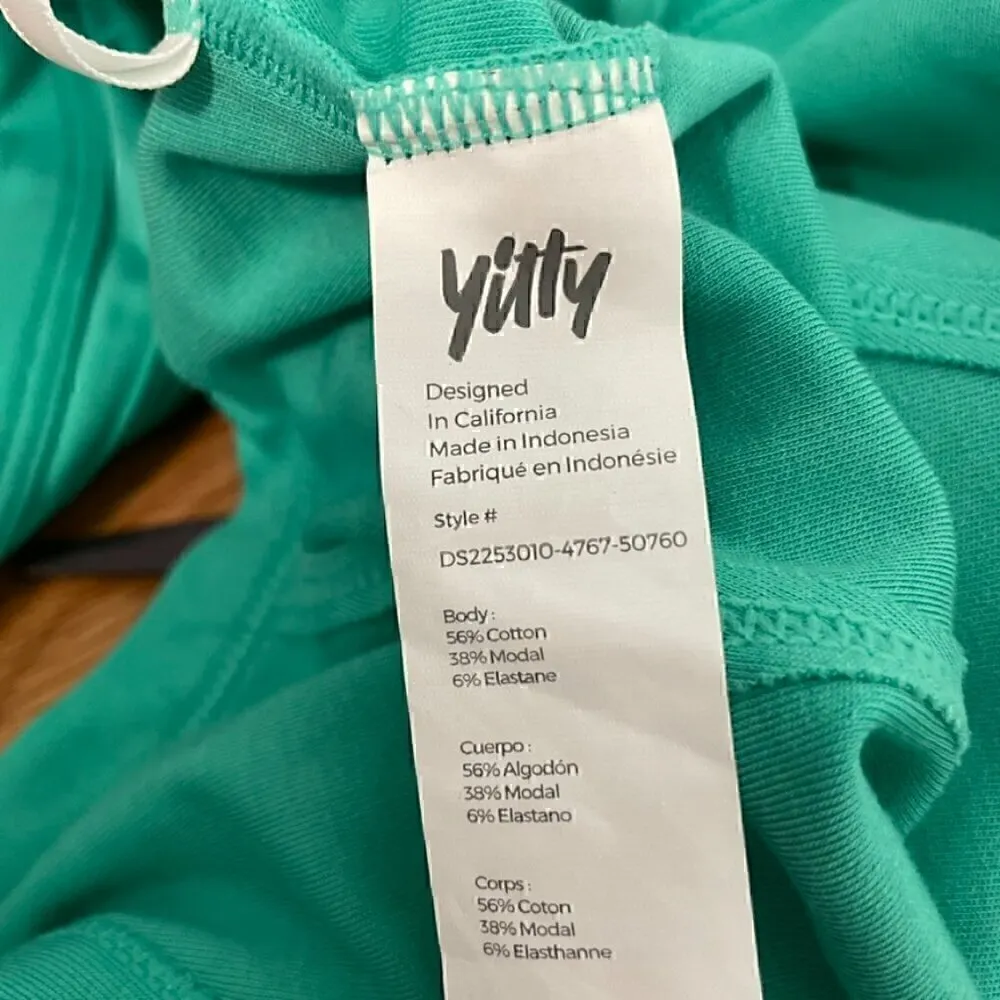 yitty
Designed
In California
Made in Indonesia
Fabriqué en Indonésie
Style #
DS2253010-4767-50760
Body:
56% Cotton
38% Modal
6% Elastane
Cuerpo:
56% Algodón
38% Modal
6% Elastano
Corps:
56% Coton
38% Modal
6% Elasthanne